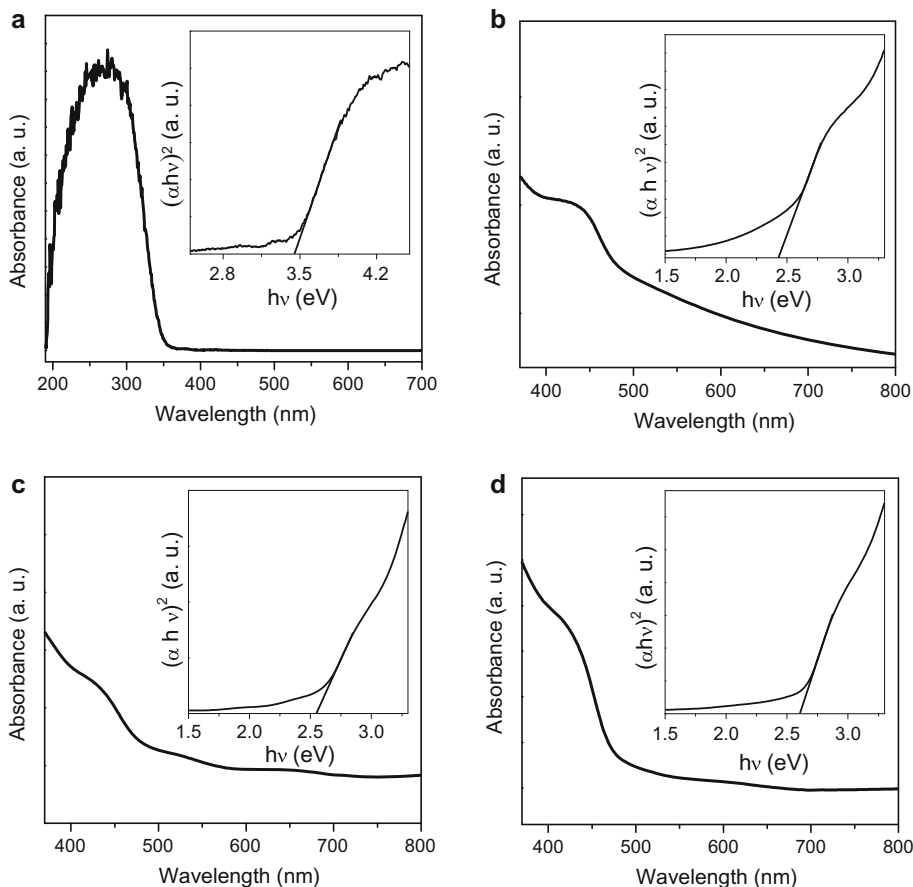 a
Absorbance (a. u.)
(αhν)² (a. u.)
2.8 3.5 4.2
hν (eV)
200 300 400 500 600 700
Wavelength (nm)
b
Absorbance (a. u.)
(α h ν)² (a. u.)
1.5 2.0 2.5 3.0
hν (eV)
400 500 600 700 800
Wavelength (nm)
c
Absorbance (a. u.)
(α h ν)² (a. u.)
1.5 2.0 2.5 3.0
hν (eV)
400 500 600 700 800
Wavelength (nm)
d
Absorbance (a. u.)
(αhν)² (a. u.)
1.5 2.0 2.5 3.0
hν (eV)
400 500 600 700 800
Wavelength (nm)